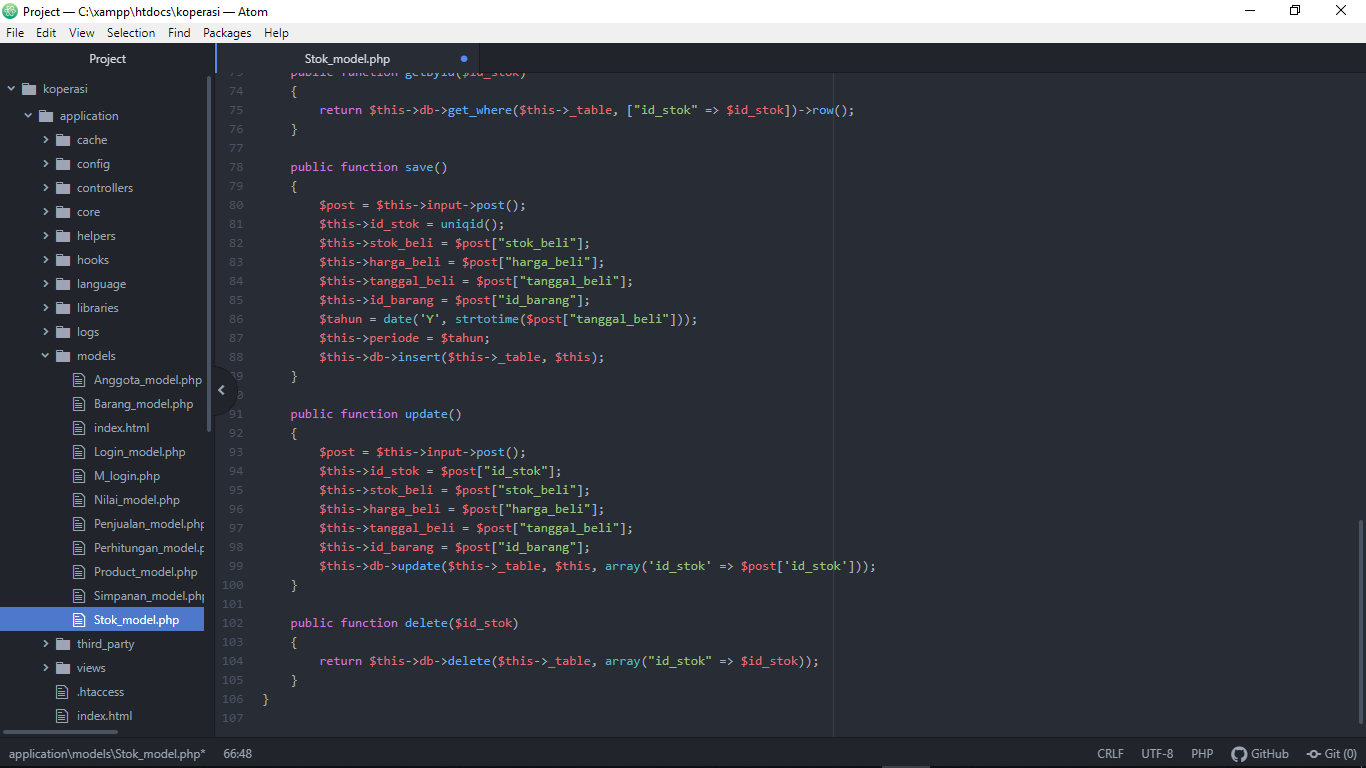 Project — C:\xampp\htdocs\koperasi — Atom
File Edit View Selection Find Packages Help
Project
koperasi
application
cache
config
controllers
core
helpers
hooks
language
libraries
logs
models
Anggota_model.php
Barang_model.php
index.html
Login_model.php
M_login.php
Nilai_model.php
Penjualan_model.php
Perhitungan_model.p
Product_model.php
Simpanan_model.php
Stok_model.php
third_party
views
.htaccess
index.html
Stok_model.php
73 public function getById($id_stok)
74 {
75 return $this->db->get_where($this->_table, ["id_stok" => $id_stok])->row();
76 }
77
78 public function save()
79 {
80 $post = $this->input->post();
81 $this->id_stok = uniqid();
82 $this->stok_beli = $post["stok_beli"];
83 $this->harga_beli = $post["harga_beli"];
84 $this->tanggal_beli = $post["tanggal_beli"];
85 $this->id_barang = $post["id_barang"];
86 $tahun = date('Y', strtotime($post["tanggal_beli"]));
87 $this->periode = $tahun;
88 $this->db->insert($this->_table, $this);
89 }
90
91 public function update()
92 {
93 $post = $this->input->post();
94 $this->id_stok = $post["id_stok"];
95 $this->stok_beli = $post["stok_beli"];
96 $this->harga_beli = $post["harga_beli"];
97 $this->tanggal_beli = $post["tanggal_beli"];
98 $this->id_barang = $post["id_barang"];
99 $this->db->update($this->_table, $this, array('id_stok' => $post['id_stok']));
100 }
101
102 public function delete($id_stok)
103 {
104 return $this->db->delete($this->_table, array("id_stok" => $id_stok));
105 }
106 }
107
application\models\Stok_model.php* 66:48 CRLF UTF-8 PHP GitHub Git (0)